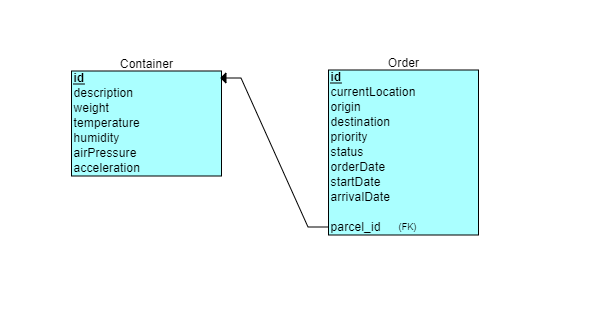 Container
id
description
weight
temperature
humidity
airPressure
acceleration
Order
id
currentLocation
origin
destination
priority
status
orderDate
startDate
arrivalDate
parcel_id (FK)